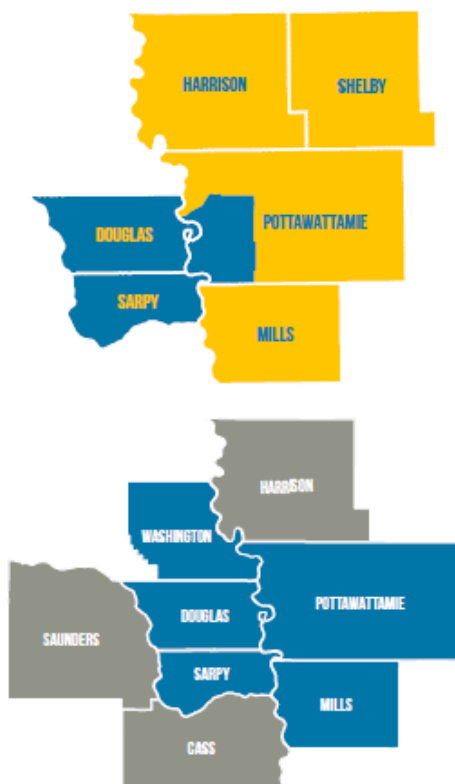 HARRISON
SHELBY
POTTAWATTAMIE
DOUGLAS
SARPY
MILLS
HARRISON
WASHINGTON
POTTAWATTAMIE
DOUGLAS
SAUNDERS
SARPY
MILLS
CASS